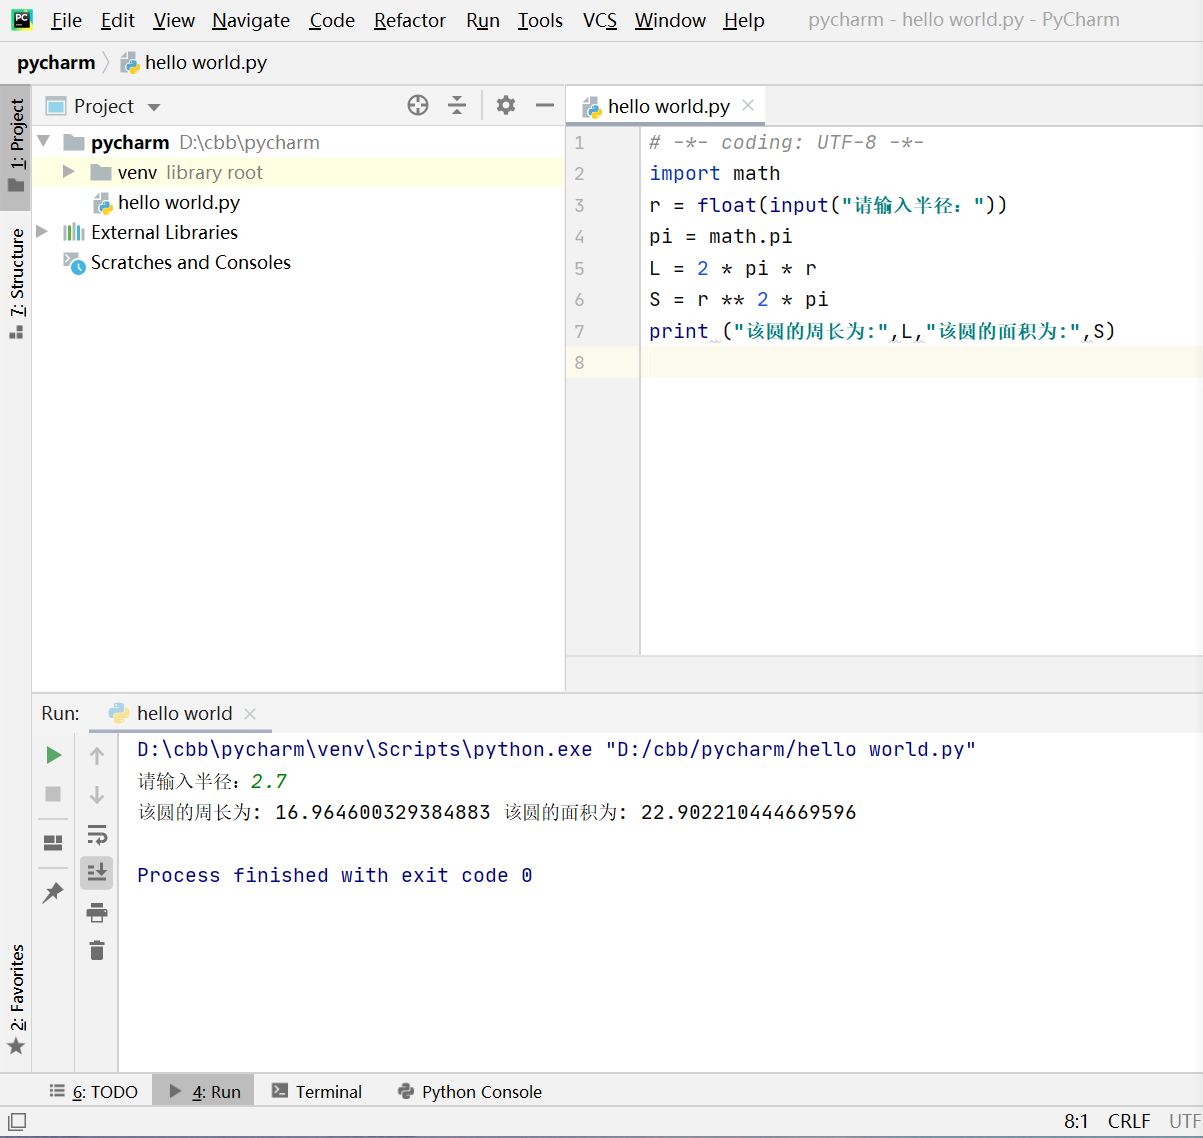 PC File Edit View Navigate Code Refactor Run Tools VCS Window Help pycharm - hello world.py - PyCharm
pycharm hello world.py
1: Project
7: Structure
2: Favorites
Project
pycharm D:\cbb\pycharm
venv library root
hello world.py
External Libraries
Scratches and Consoles
hello world.py
1 # -*- coding: UTF-8 -*-
2 import math
3 r = float(input("请输入半径："))
4 pi = math.pi
5 L = 2 * pi * r
6 S = r ** 2 * pi
7 print ("该圆的周长为:",L,"该圆的面积为:",S)
8
Run: hello world
D:\cbb\pycharm\venv\Scripts\python.exe "D:/cbb/pycharm/hello world.py"
请输入半径：2.7
该圆的周长为: 16.964600329384883 该圆的面积为: 22.902210444669596
Process finished with exit code 0
6: TODO 4: Run Terminal Python Console
8:1 CRLF UTF